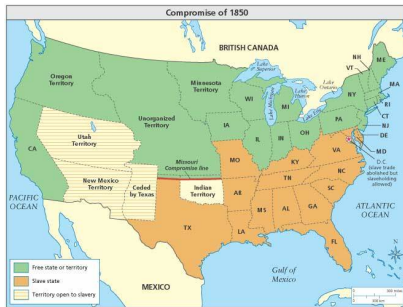 Compromise of 1850
BRITISH CANADA
Lake
Superior
Lake
Michigan
Lake
Huron
Lake
Ontario
Lake
Erie
Oregon
Territory
Minnesota
Territory
Unorganized
Territory
Utah
Territory
New Mexico
Territory
Ceded
by Texas
Missouri
Compromise line
Indian
Territory
CA
TX
IA
WI
MI
IL
IN
OH
PA
NY
VT
NH
ME
MA
RI
CT
NJ
DE
MD
D.C.
(slave trade
abolished but
slaveholding
allowed)
MO
KY
VA
NC
TN
SC
AR
MS
AL
GA
LA
FL
PACIFIC
OCEAN
ATLANTIC
OCEAN
Gulf of
Mexico
MEXICO
Free state or territory
Slave state
Territory open to slavery
N